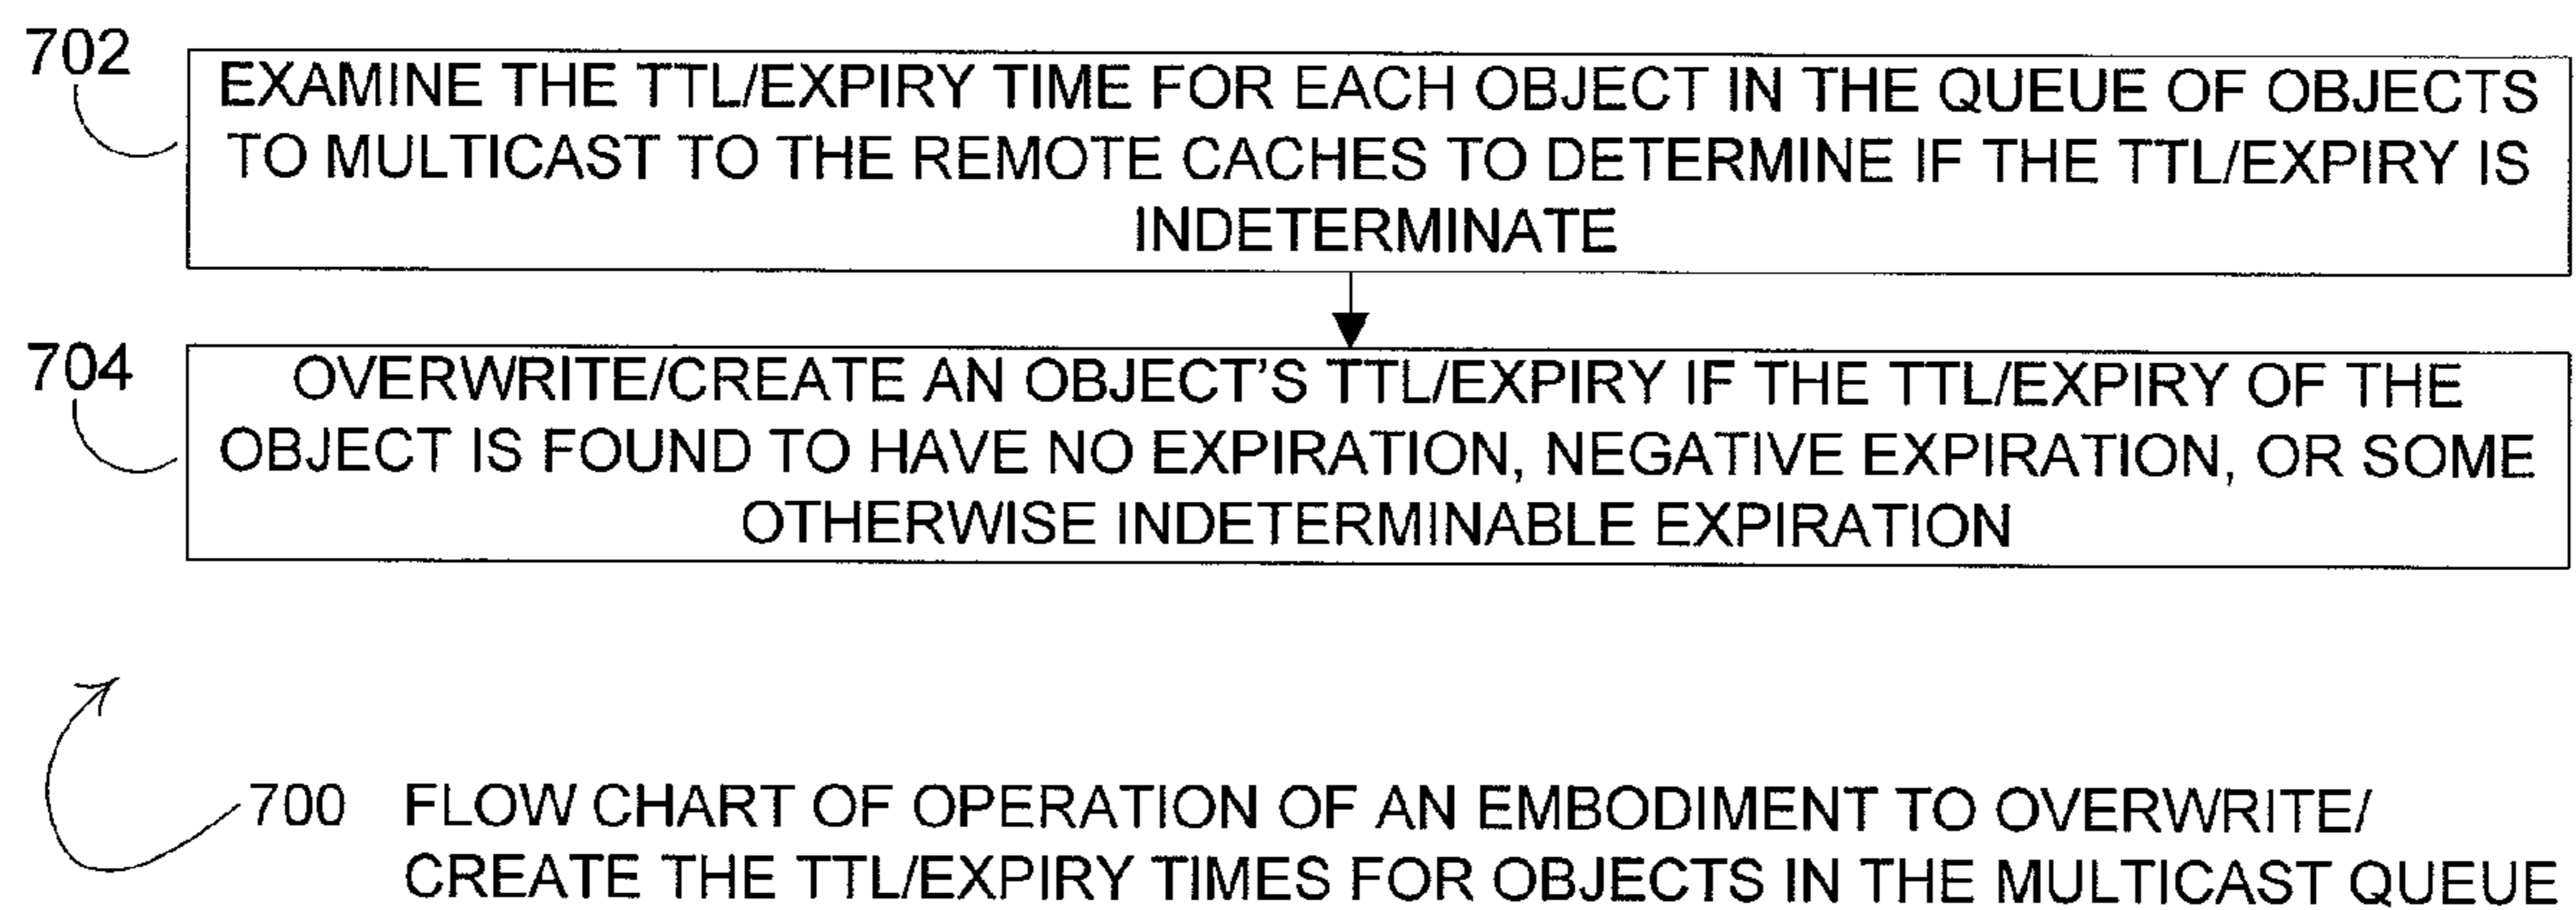 702
EXAMINE THE TTL/EXPIRY TIME FOR EACH OBJECT IN THE QUEUE OF OBJECTS
TO MULTICAST TO THE REMOTE CACHES TO DETERMINE IF THE TTL/EXPIRY IS
INDETERMINATE
704
OVERWRITE/CREATE AN OBJECT'S TTL/EXPIRY IF THE TTL/EXPIRY OF THE
OBJECT IS FOUND TO HAVE NO EXPIRATION, NEGATIVE EXPIRATION, OR SOME
OTHERWISE INDETERMINABLE EXPIRATION
700 FLOW CHART OF OPERATION OF AN EMBODIMENT TO OVERWRITE/
CREATE THE TTL/EXPIRY TIMES FOR OBJECTS IN THE MULTICAST QUEUE